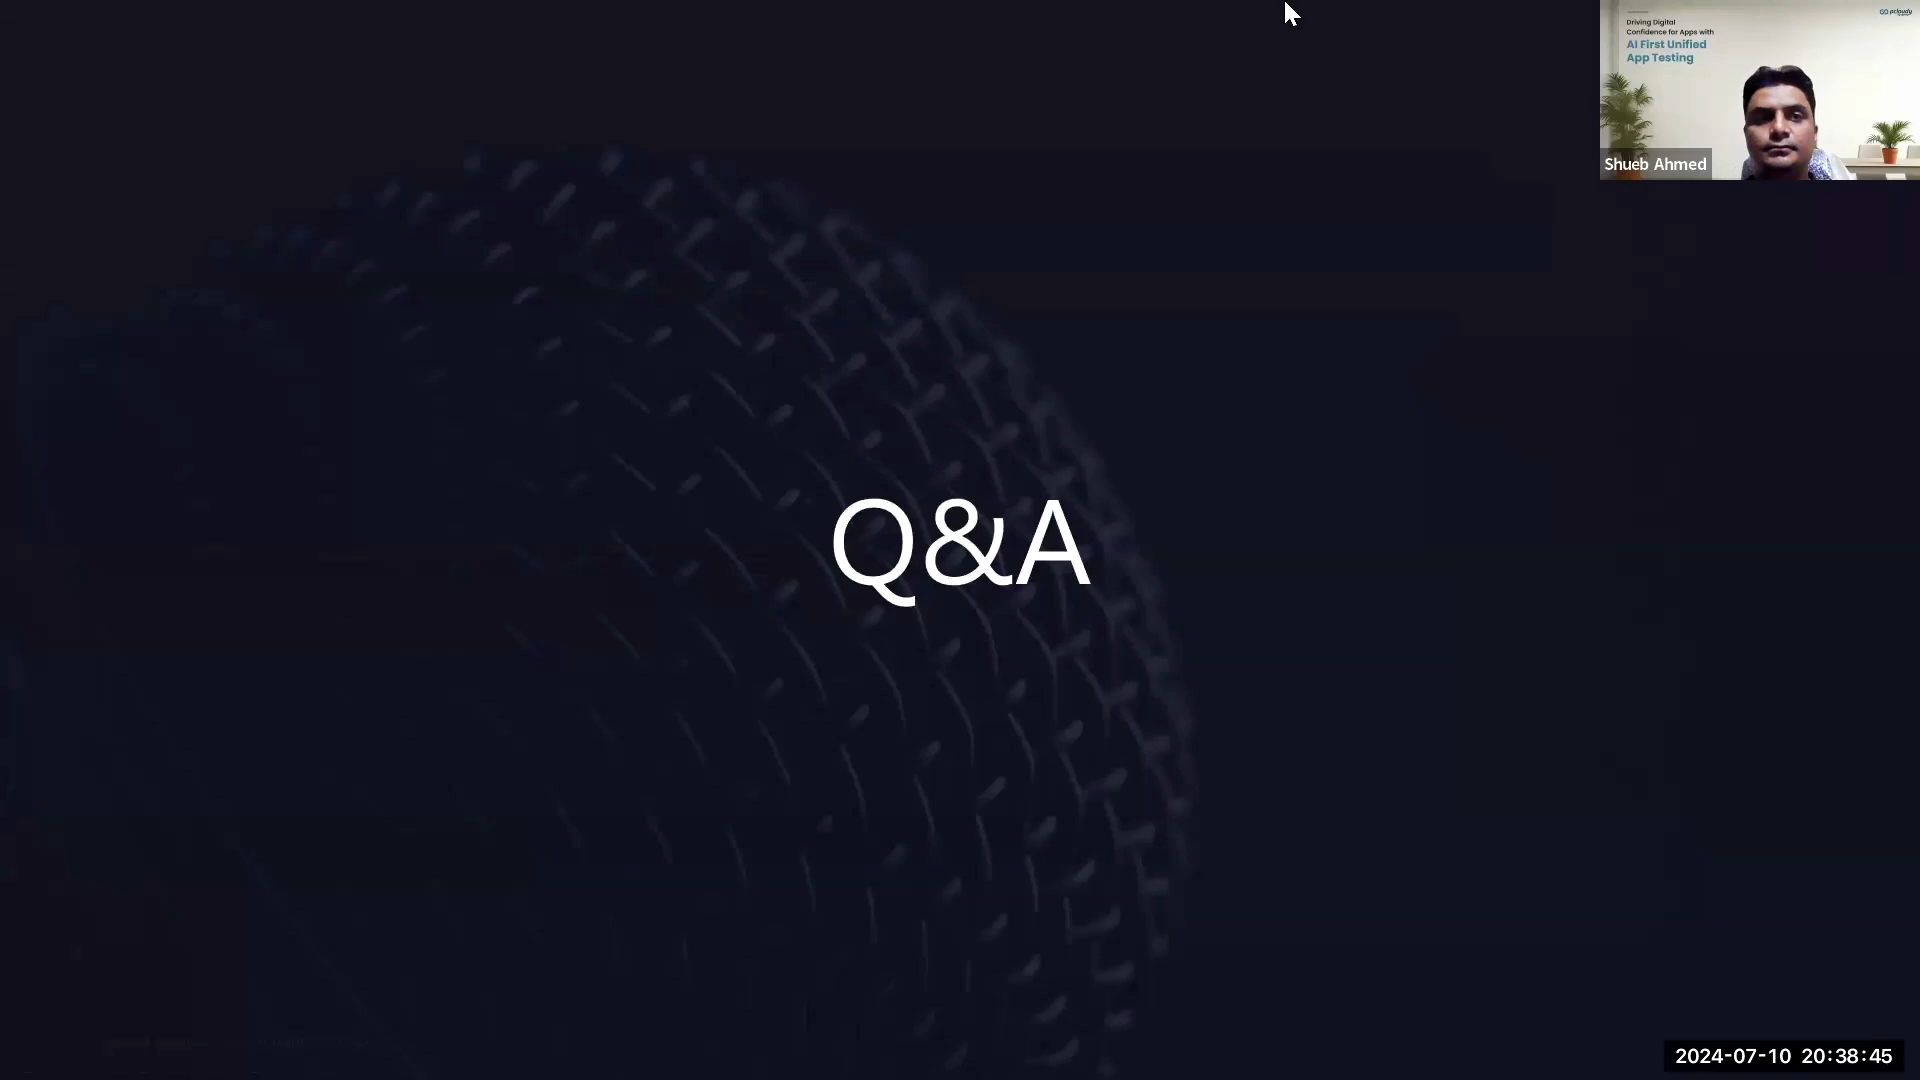 Driving Digital
Confidence for Apps with
AI First Unified
App Testing
pcloudy
Shueb Ahmed
Q&A
2024-07-10 20:38:45